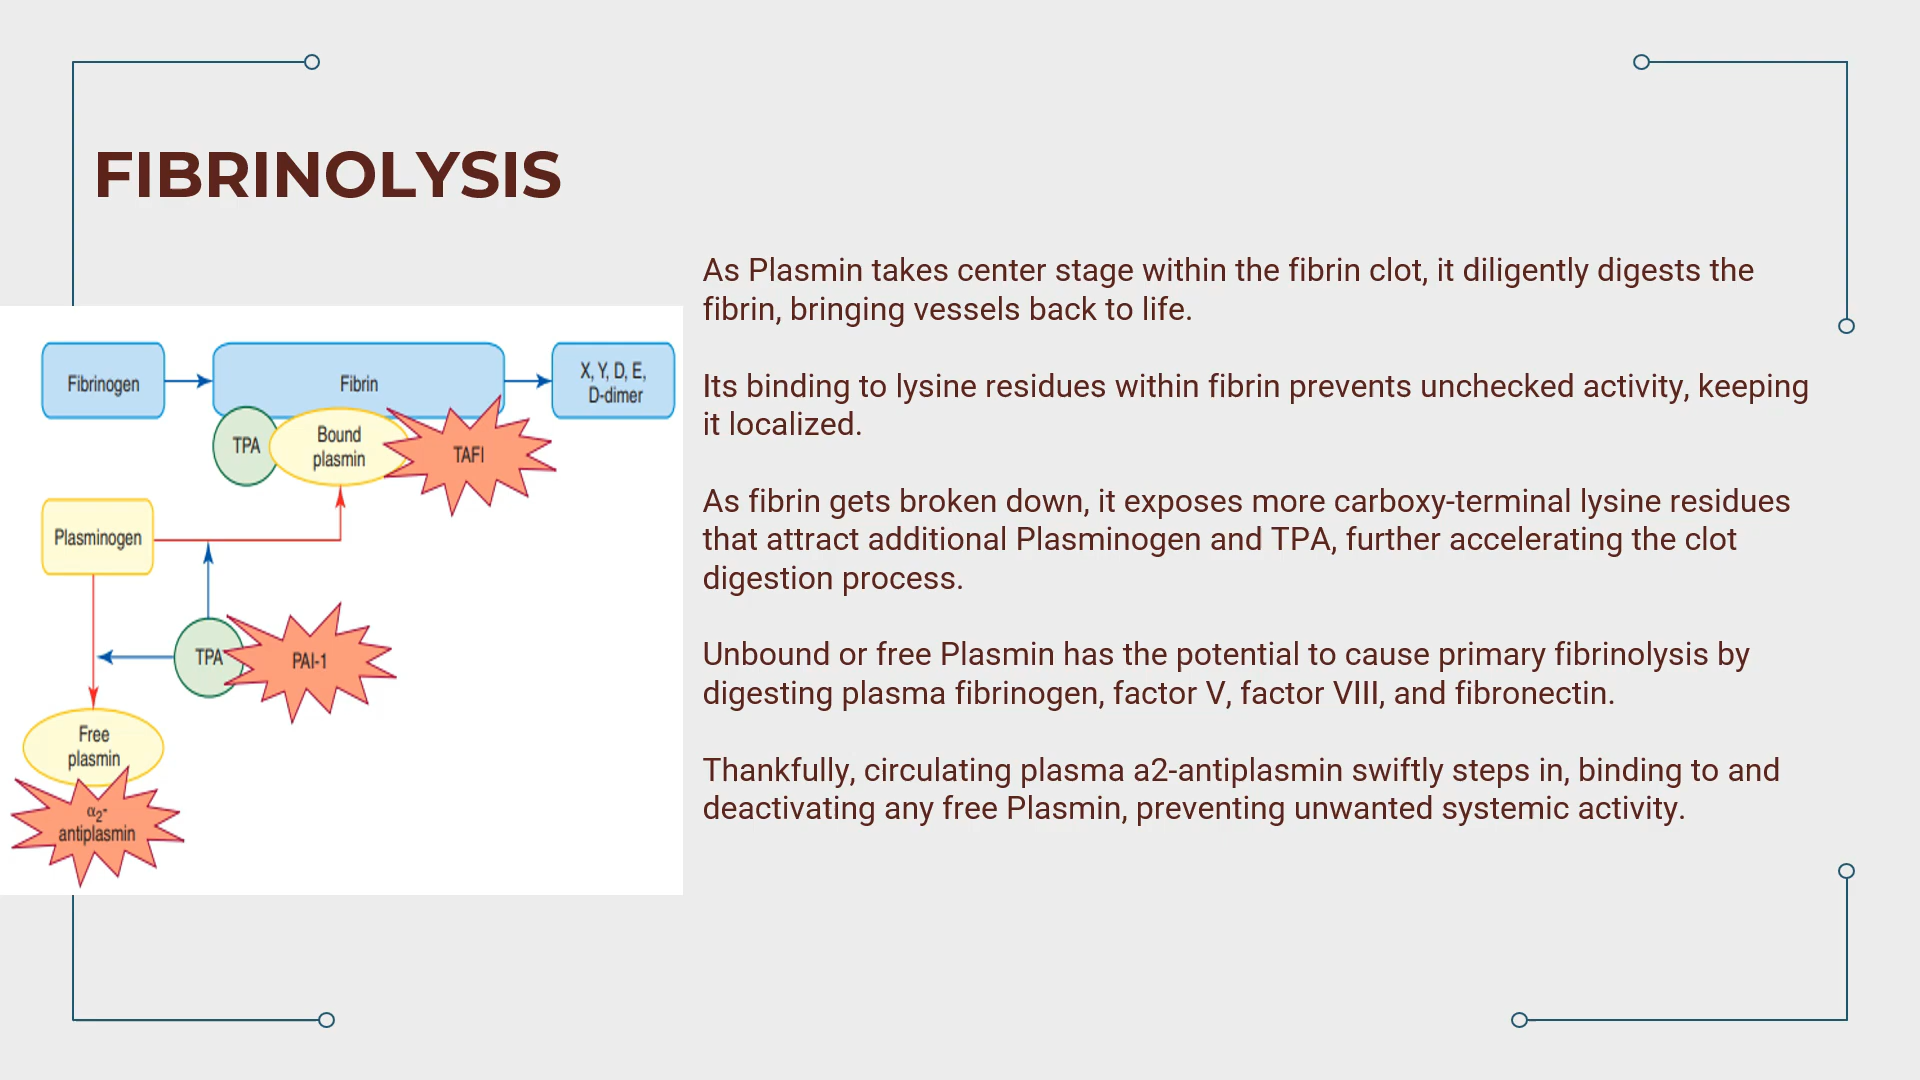 FIBRINOLYSIS
As Plasmin takes center stage within the fibrin clot, it diligently digests the
fibrin, bringing vessels back to life.
Its binding to lysine residues within fibrin prevents unchecked activity, keeping
it localized.
As fibrin gets broken down, it exposes more carboxy-terminal lysine residues
that attract additional Plasminogen and TPA, further accelerating the clot
digestion process.
Unbound or free Plasmin has the potential to cause primary fibrinolysis by
digesting plasma fibrinogen, factor V, factor VIII, and fibronectin.
Thankfully, circulating plasma a2-antiplasmin swiftly steps in, binding to and
deactivating any free Plasmin, preventing unwanted systemic activity.
Fibrinogen
Fibrin
X, Y, D, E,
D-dimer
TPA
Bound
plasmin
TAFI
Plasminogen
TPA
PAI-1
Free
plasmin
α2-
antiplasmin